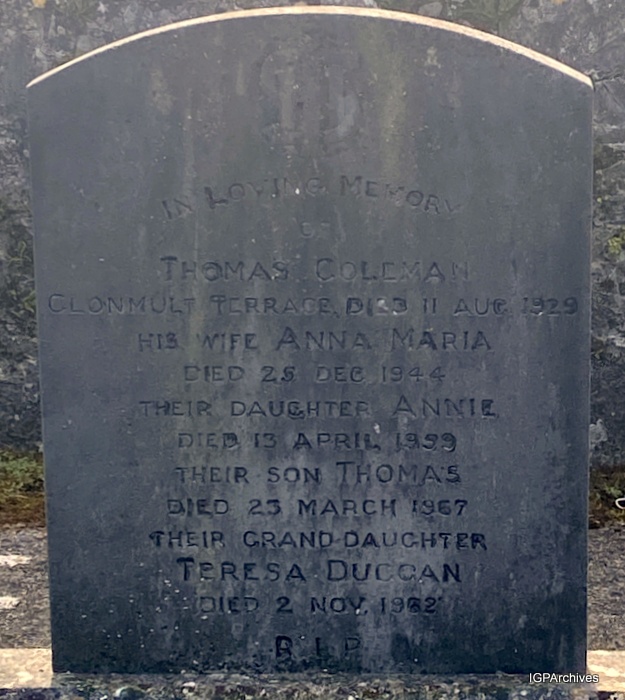 IN LOVING MEMORY
OF
THOMAS COLEMAN
CLONMULT TERRACE, DIED 11 AUG 1929
HIS WIFE ANNA MARIA
DIED 25 DEC 1944
THEIR DAUGHTER ANNIE
DIED 13 APRIL 1959
THEIR SON THOMAS
DIED 23 MARCH 1967
THEIR GRAND-DAUGHTER
TERESA DUGGAN
DIED 2 NOV. 1962
R.I.P.
IGPArchives